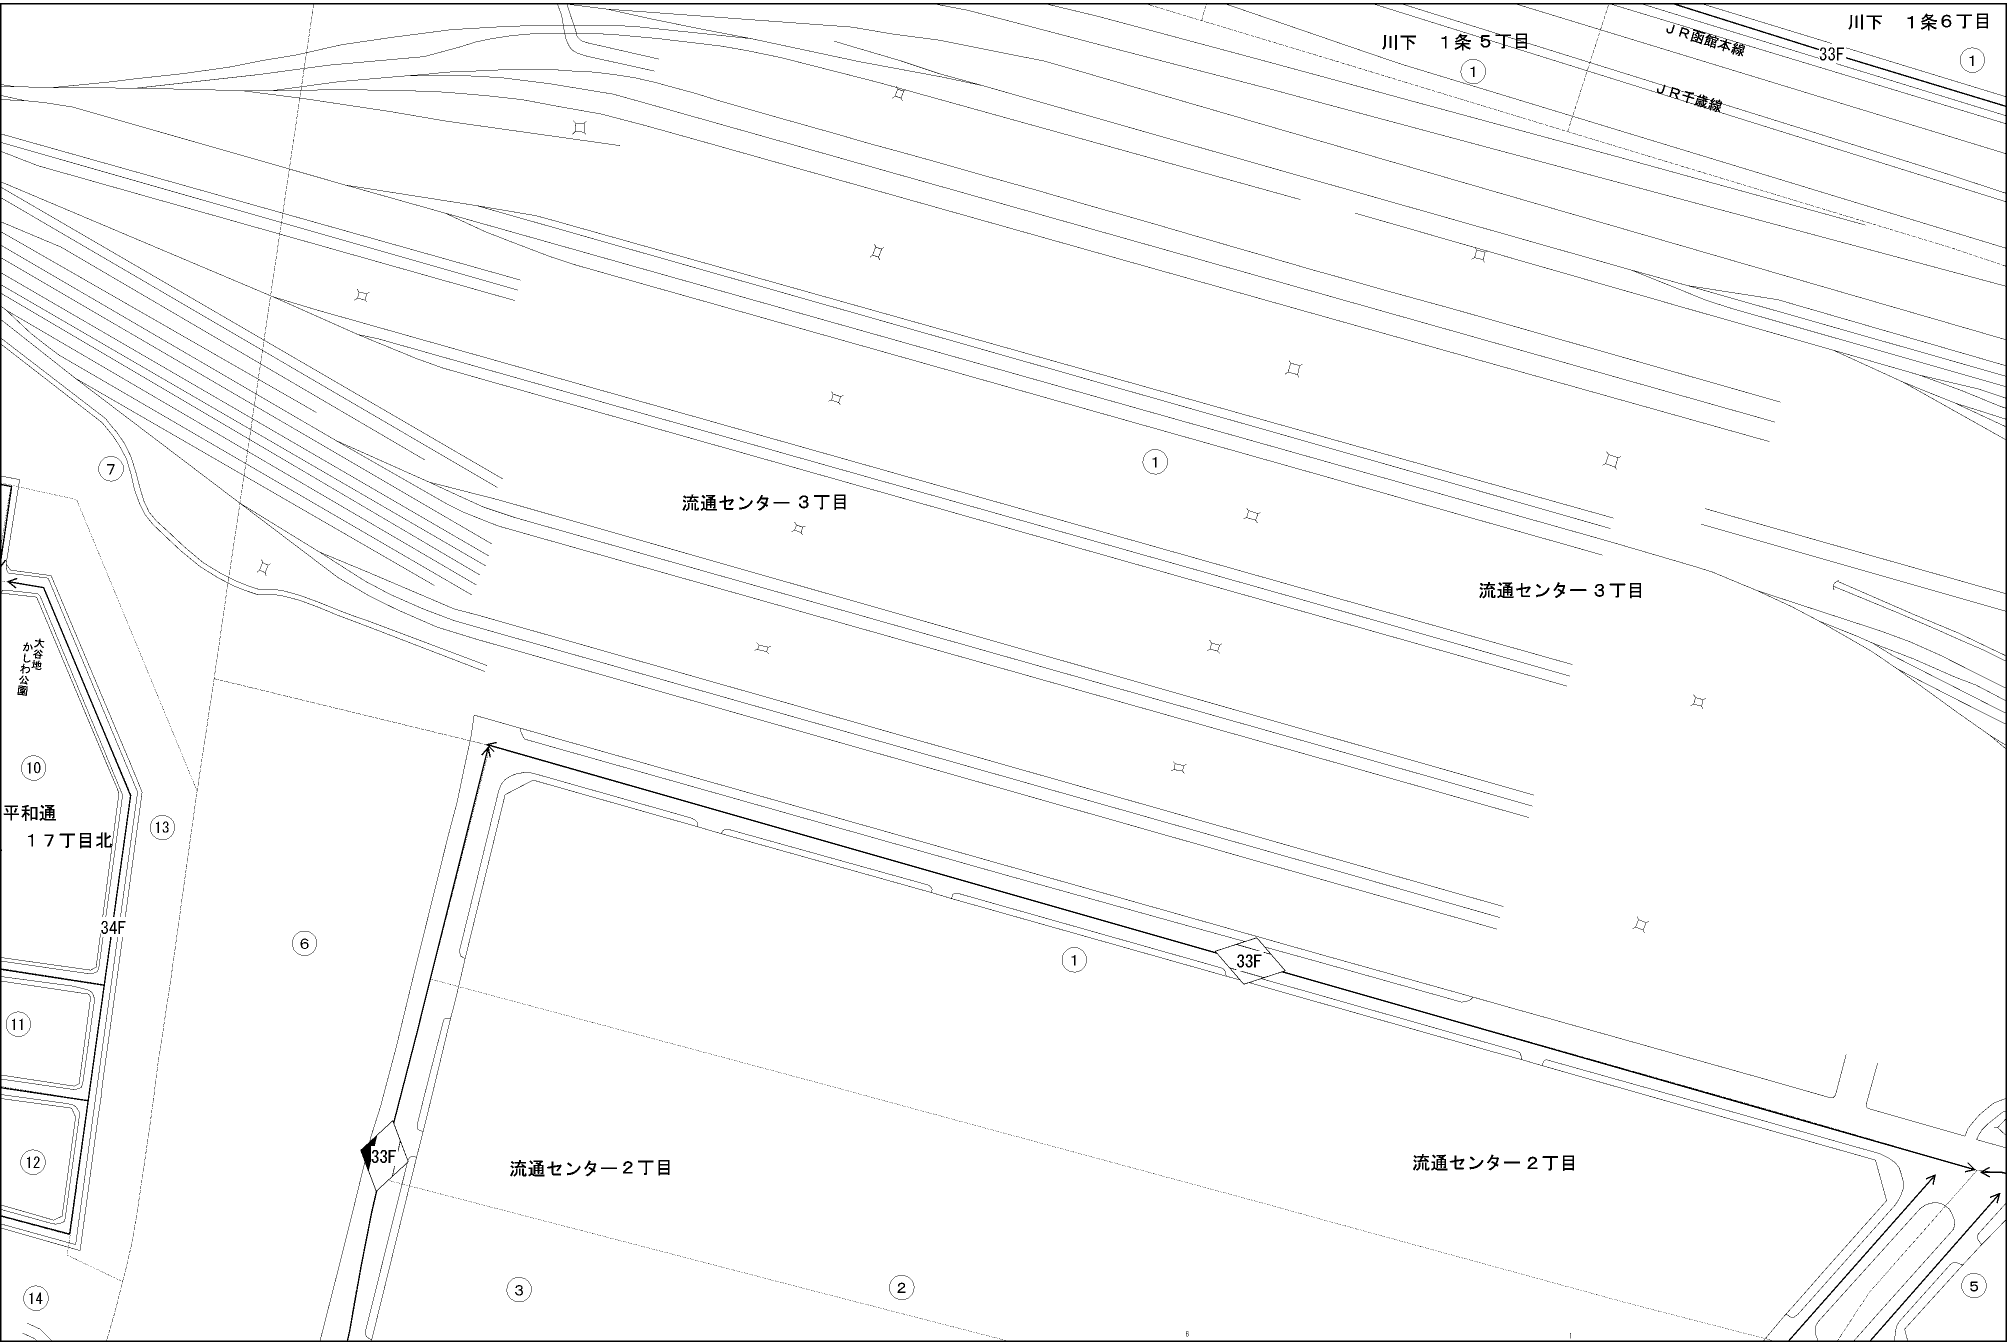 川下　１条６丁目
川下　１条５丁目
ＪＲ函館本線
33F
①
①
ＪＲ千歳線
①
⑦
流通センター３丁目
流通センター３丁目
大谷地
かしわ公園
⑩
平和通
１７丁目北
⑬
34F
⑥
①
33F
⑪
33F
⑫
流通センター２丁目
流通センター２丁目
③
②
⑤
⑭
6
1